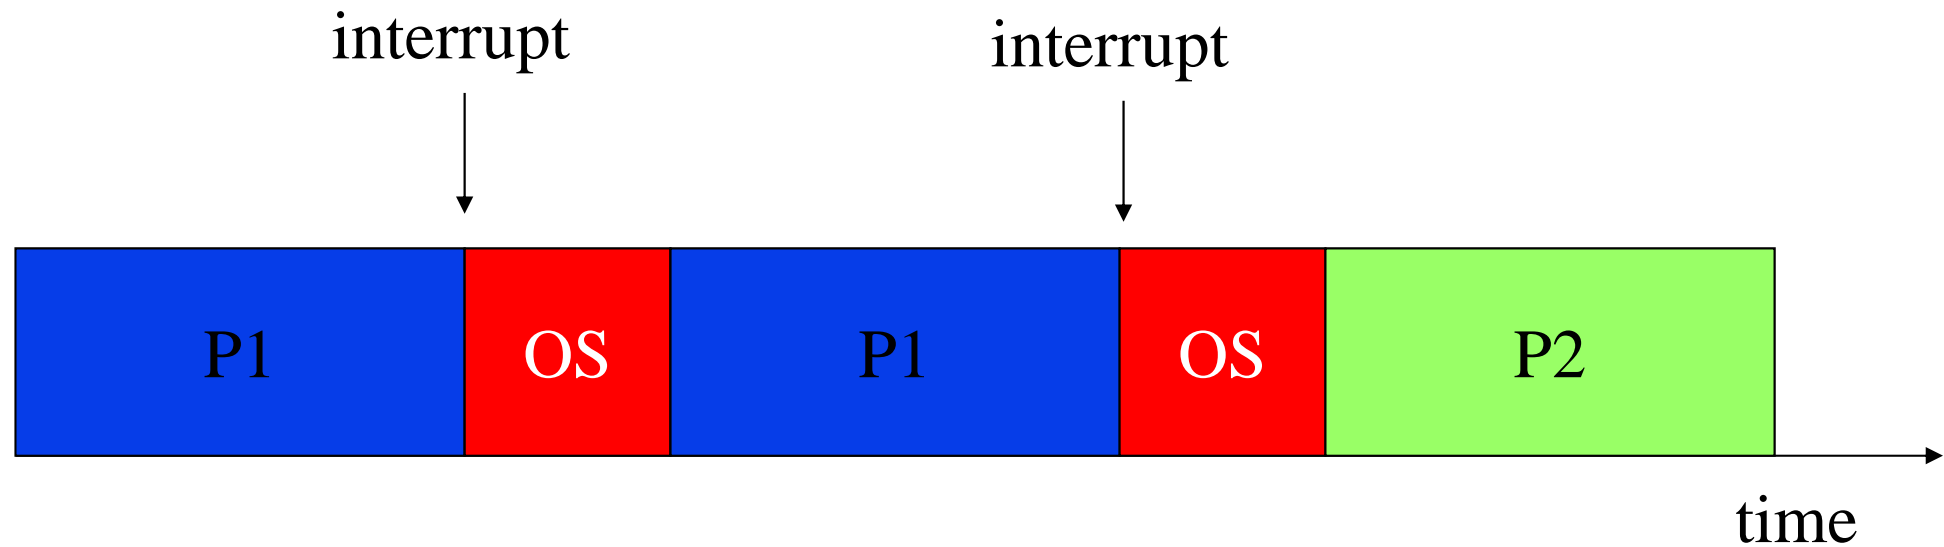 interrupt
interrupt
P1
OS
P1
OS
P2
time